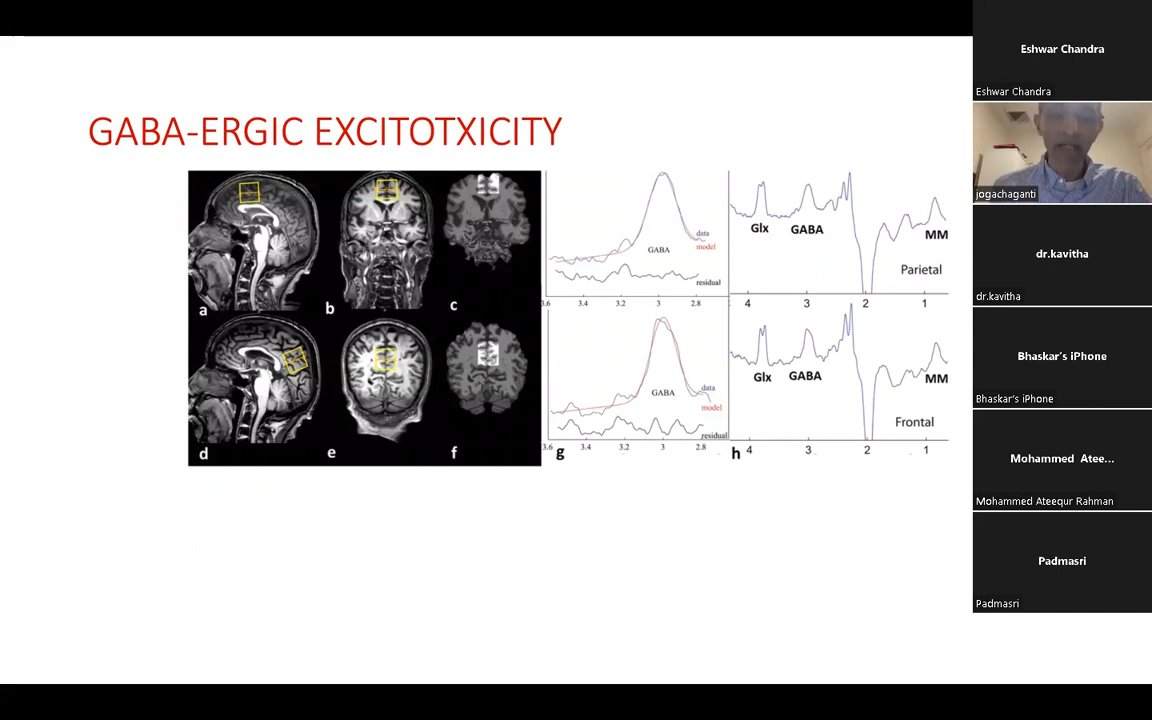 GABA-ERGIC EXCITOTXICITY
a
b
c
d
e
f
GABA
data
model
residual
3.6 3.4 3.2 3 2.8
GABA
data
model
residual
3.6 3.4 3.2 3 2.8
g
Glx GABA MM
Parietal
4 3 2 1
Glx GABA MM
Frontal
h 4 3 2 1
Eshwar Chandra
Eshwar Chandra
jogachaganti
dr.kavitha
dr.kavitha
Bhaskar's iPhone
Bhaskar's iPhone
Mohammed Atee...
Mohammed Ateequr Rahman
Padmasri
Padmasri